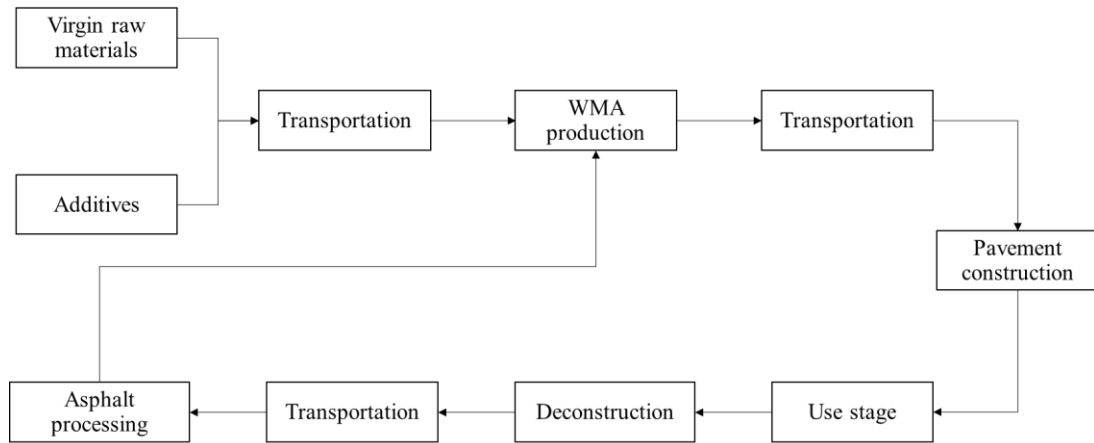 Virgin raw
materials
Additives
Transportation
WMA
production
Transportation
Pavement
construction
Use stage
Deconstruction
Transportation
Asphalt
processing